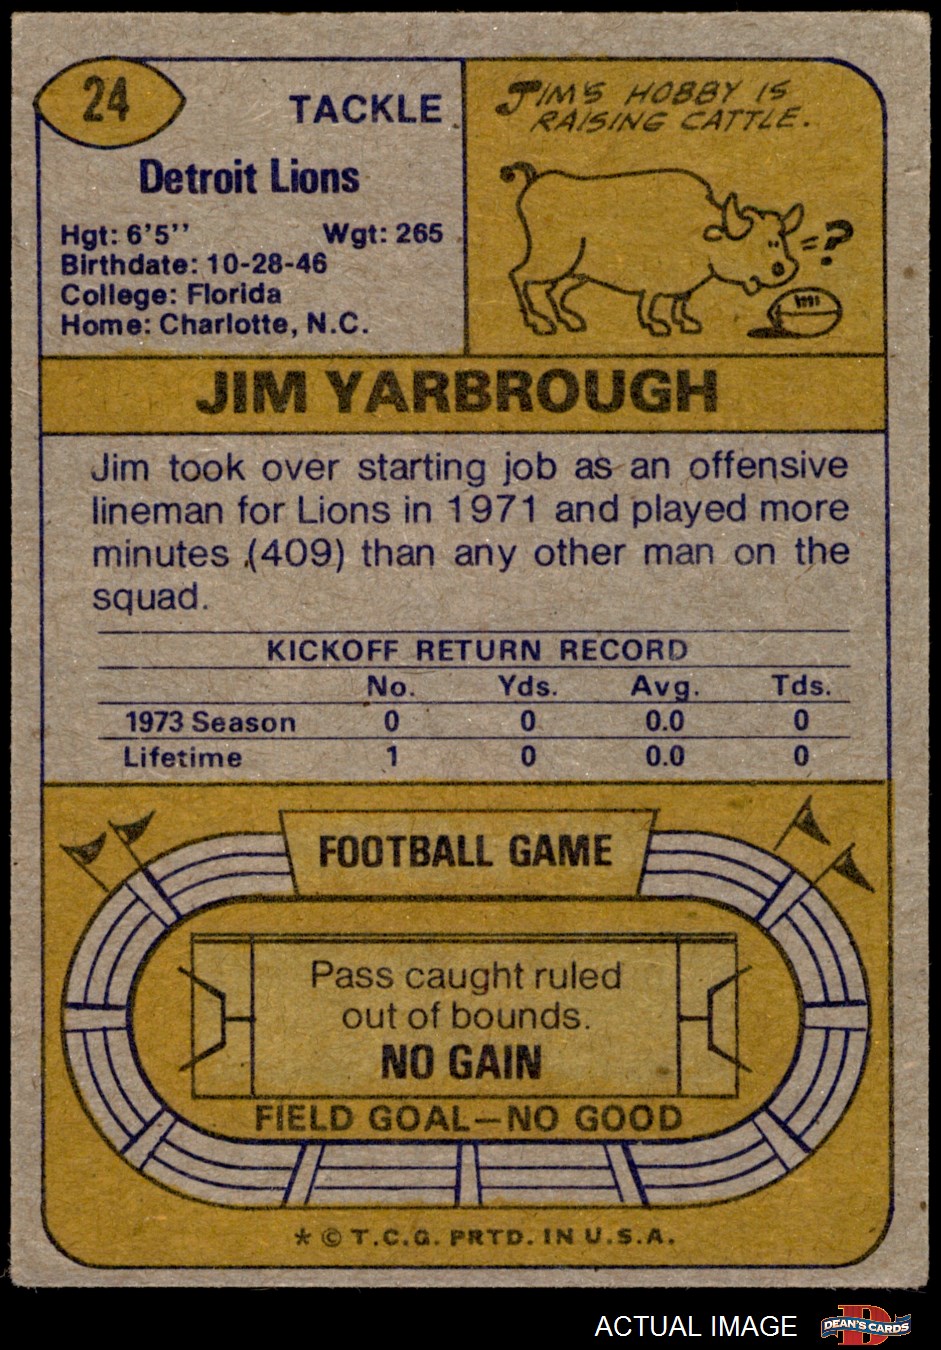 24
TACKLE
Detroit Lions
Hgt: 6'5'' Wgt: 265
Birthdate: 10-28-46
College: Florida
Home: Charlotte, N.C.
JIM'S HOBBY IS
RAISING CATTLE.
= ?
JIM YARBROUGH
Jim took over starting job as an offensive
lineman for Lions in 1971 and played more
minutes (409) than any other man on the
squad.
KICKOFF RETURN RECORD
No. Yds. Avg. Tds.
1973 Season 0 0 0.0 0
Lifetime 1 0 0.0 0
FOOTBALL GAME
Pass caught ruled
out of bounds.
NO GAIN
FIELD GOAL—NO GOOD
* © T.C.G. PRTD. IN U.S.A.
ACTUAL IMAGE
D
DEAN'S CARDS